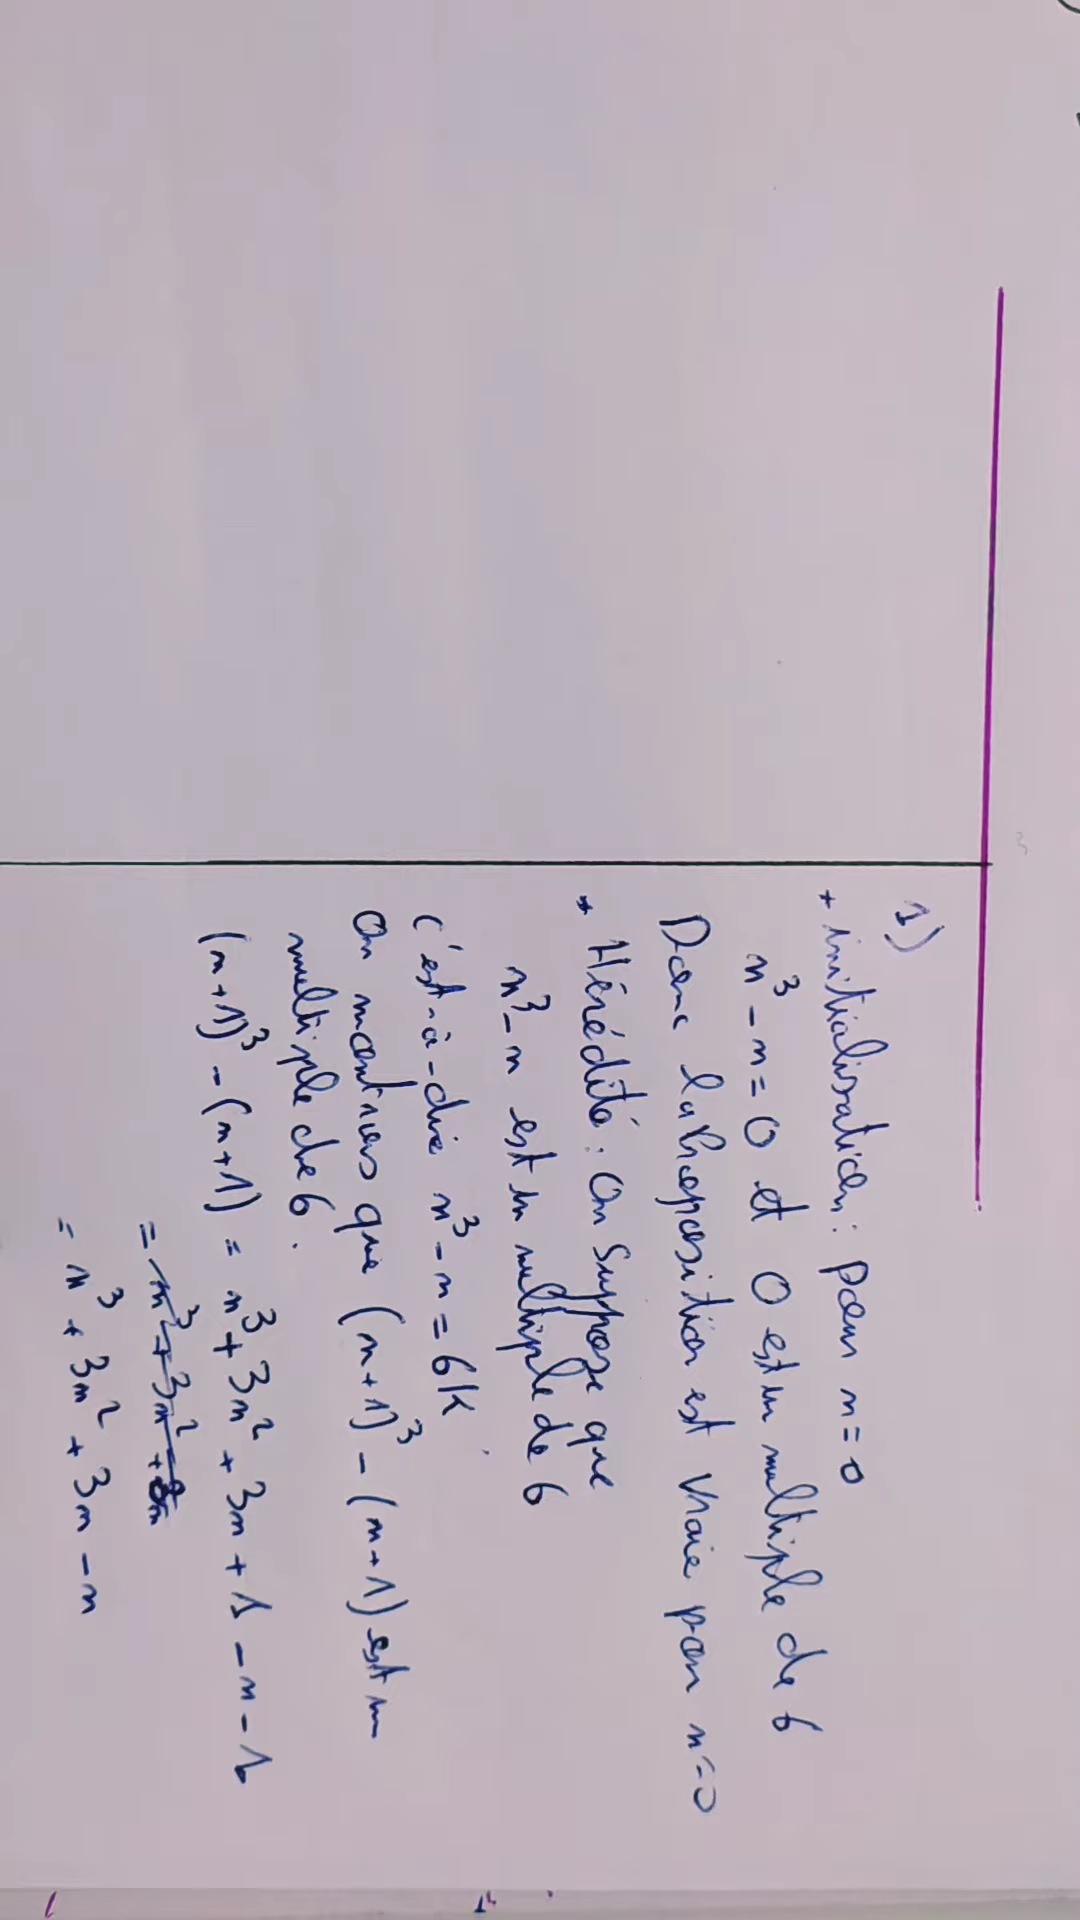 1)
* initialisation : pour n=0
n³-n=0 et 0 est un multiple de 6
Donc la Proposition est vraie pour n=0
* Hérédité : On Suppose que
n³-n est un multiple de 6
C'est-à-dire n³-n=6k
On montrons que (n+1)³-(n+1) est un
multiple de 6.
(n+1)³-(n+1) = n³+3n²+3n+1-n-1
= n³+3n²+3n-n